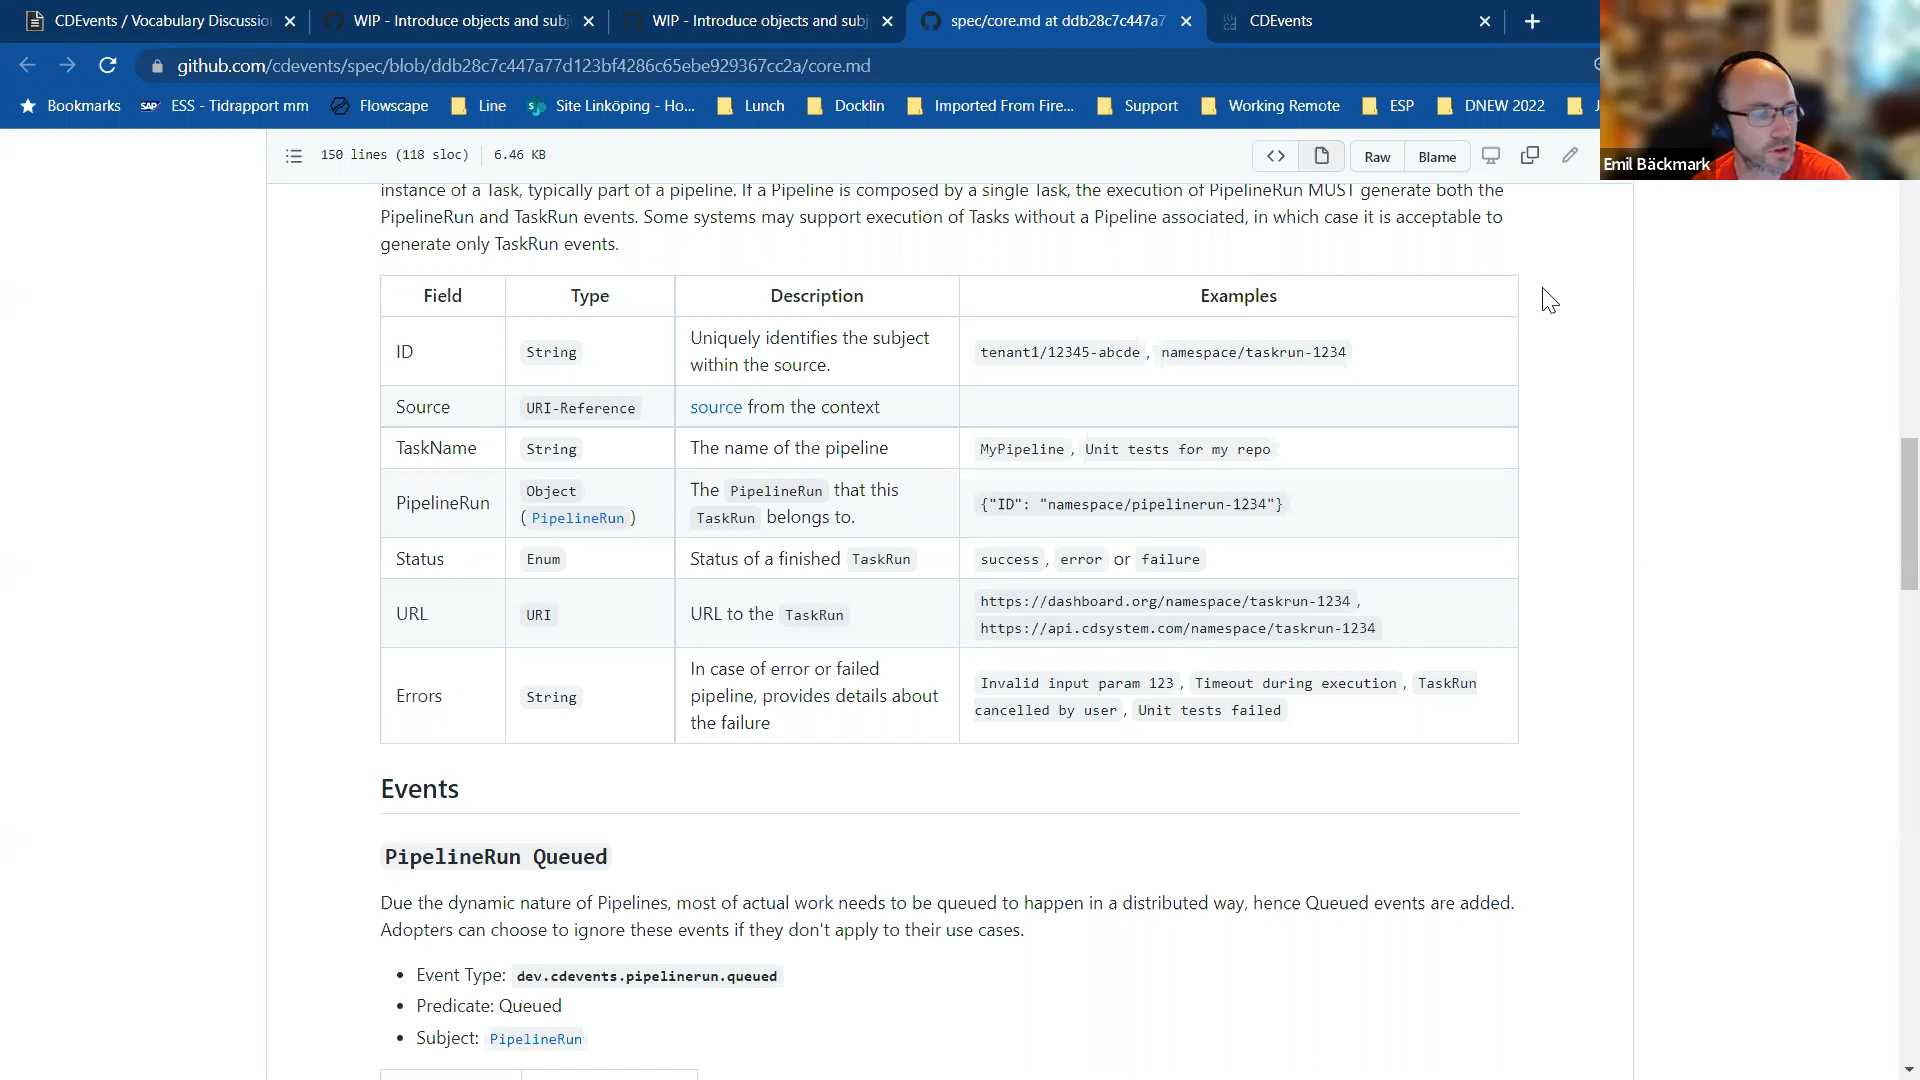 CDEvents / Vocabulary Discussio
WIP - Introduce objects and subj
WIP - Introduce objects and subj
spec/core.md at ddb28c7c447a7
CDEvents
github.com/cdevents/spec/blob/ddb28c7c447a77d123bf4286c65ebe929367cc2a/core.md
Bookmarks
SAP ESS - Tidrapport mm
Flowscape
Line
Site Linköping - Ho...
Lunch
Docklin
Imported From Fire...
Support
Working Remote
ESP
DNEW 2022
Emil Bäckmark
150 lines (118 sloc) 6.46 KB
<> Raw Blame
instance of a Task, typically part of a pipeline. If a Pipeline is composed by a single Task, the execution of PipelineRun MUST generate both the
PipelineRun and TaskRun events. Some systems may support execution of Tasks without a Pipeline associated, in which case it is acceptable to
generate only TaskRun events.
Field Type Description Examples
ID String Uniquely identifies the subject within the source. tenant1/12345-abcde , namespace/taskrun-1234
Source URI-Reference source from the context
TaskName String The name of the pipeline MyPipeline , Unit tests for my repo
PipelineRun Object ( PipelineRun ) The PipelineRun that this TaskRun belongs to. {"ID": "namespace/pipelinerun-1234"}
Status Enum Status of a finished TaskRun success , error or failure
URL URI URL to the TaskRun https://dashboard.org/namespace/taskrun-1234 , https://api.cdsystem.com/namespace/taskrun-1234
Errors String In case of error or failed pipeline, provides details about the failure Invalid input param 123 , Timeout during execution , TaskRun cancelled by user , Unit tests failed
Events
PipelineRun Queued
Due the dynamic nature of Pipelines, most of actual work needs to be queued to happen in a distributed way, hence Queued events are added.
Adopters can choose to ignore these events if they don't apply to their use cases.
• Event Type: dev.cdevents.pipelinerun.queued
• Predicate: Queued
• Subject: PipelineRun